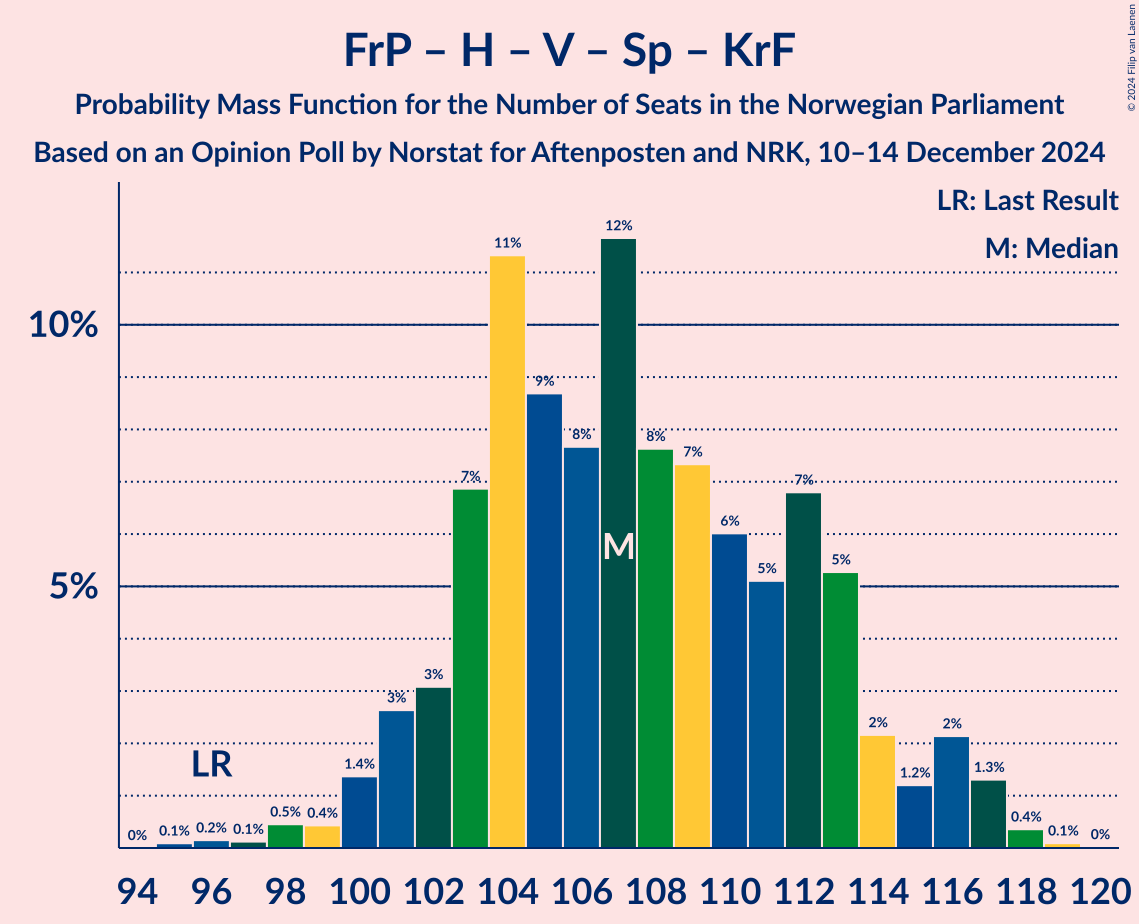 FrP – H – V – Sp – KrF
Probability Mass Function for the Number of Seats in the Norwegian Parliament
Based on an Opinion Poll by Norstat for Aftenposten and NRK, 10–14 December 2024
© 2024 Filip van Laenen
LR: Last Result
M: Median
10%
5%
0% 0.1% 0.2% 0.1% 0.5% 0.4% 1.4% 3% 3% 7% 11% 9% 8% 12% 8% 7% 6% 5% 7% 5% 2% 1.2% 2% 1.3% 0.4% 0.1% 0%
LR
M
94 96 98 100 102 104 106 108 110 112 114 116 118 120